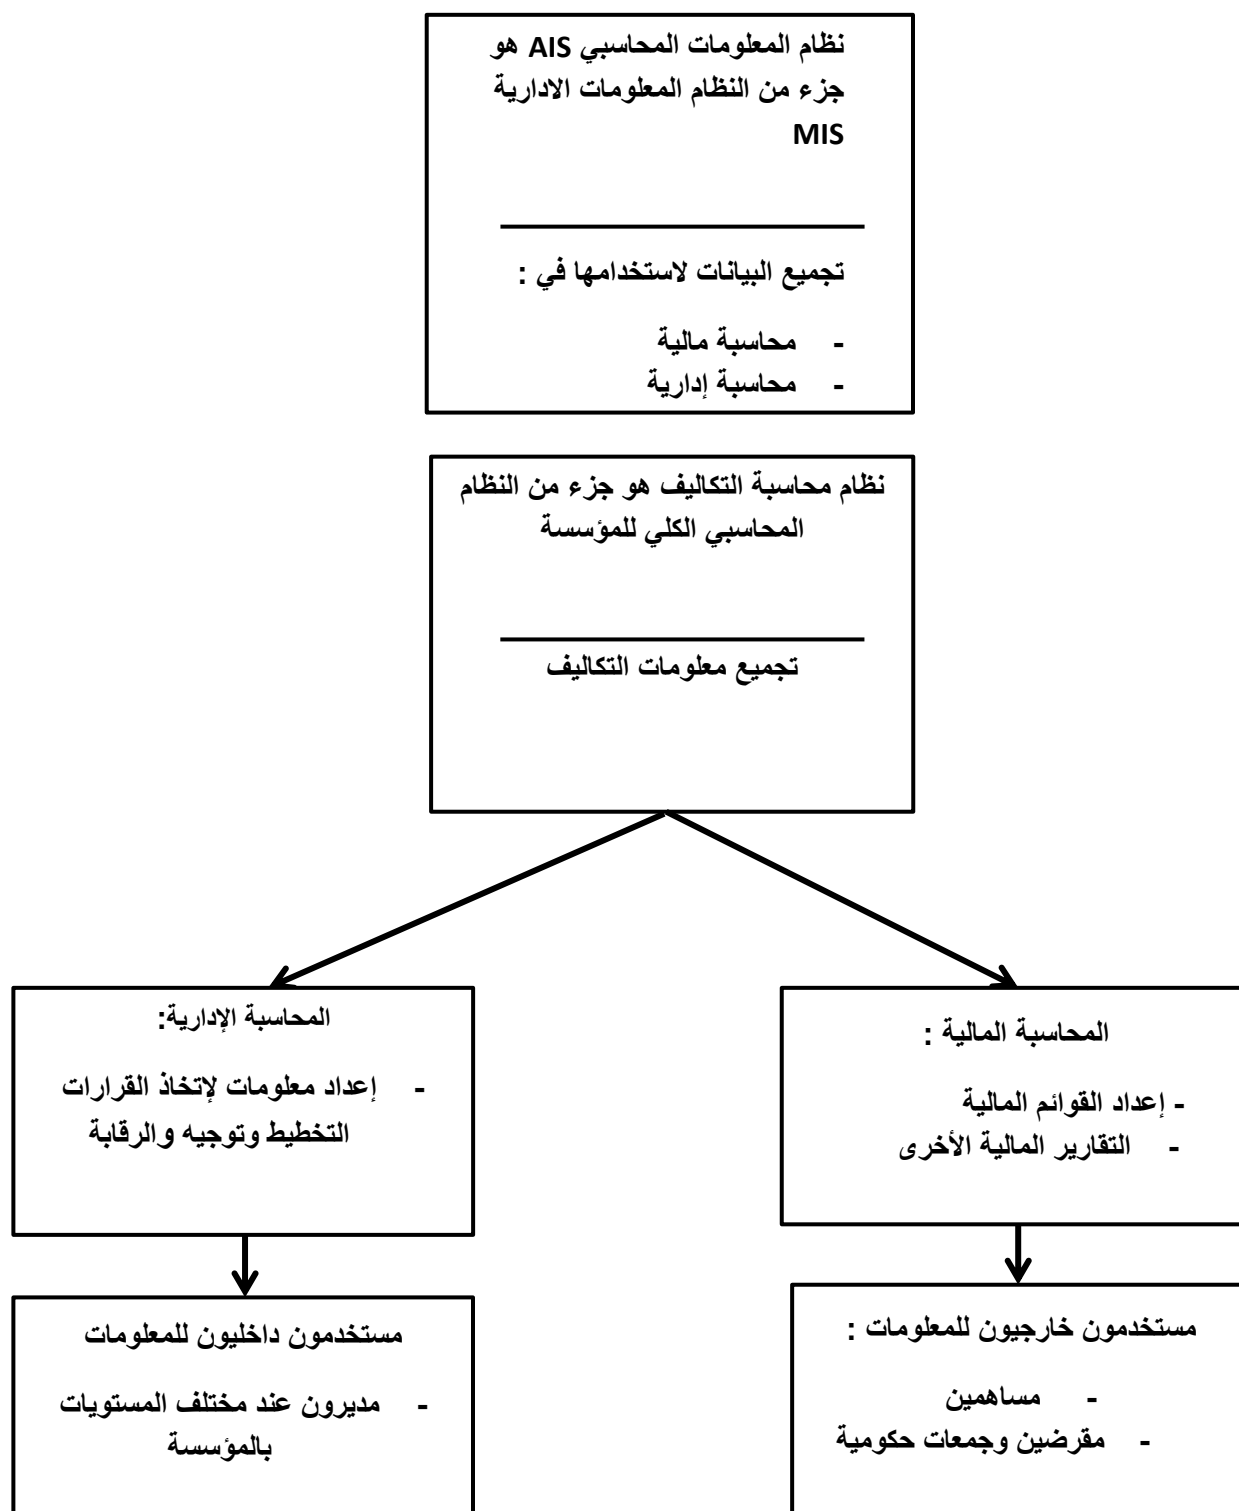 نظام المعلومات المحاسبي AIS هو
جزء من النظام المعلومات الادارية
MIS
تجميع البيانات لاستخدامها في :
- محاسبة مالية
- محاسبة إدارية
نظام محاسبة التكاليف هو جزء من النظام
المحاسبي الكلي للمؤسسة
تجميع معلومات التكاليف
المحاسبة المالية :
- إعداد القوائم المالية
- التقارير المالية الأخرى
المحاسبة الإدارية:
- إعداد معلومات لإتخاذ القرارات
التخطيط وتوجيه والرقابة
مستخدمون خارجيون للمعلومات :
- مساهمين
- مقرضين وجمعات حكومية
مستخدمون داخليون للمعلومات
- مديرون عند مختلف المستويات
بالمؤسسة